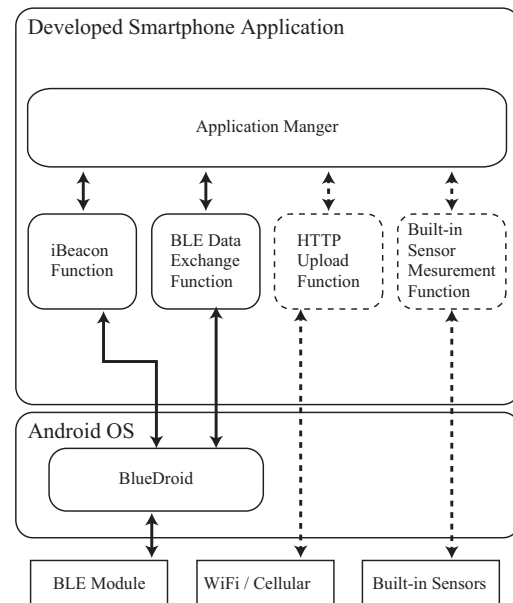 Developed Smartphone Application
Application Manger
iBeacon
Function
BLE Data
Exchange
Function
HTTP
Upload
Function
Built-in
Sensor
Mesurement
Function
Android OS
BlueDroid
BLE Module
WiFi / Cellular
Built-in Sensors